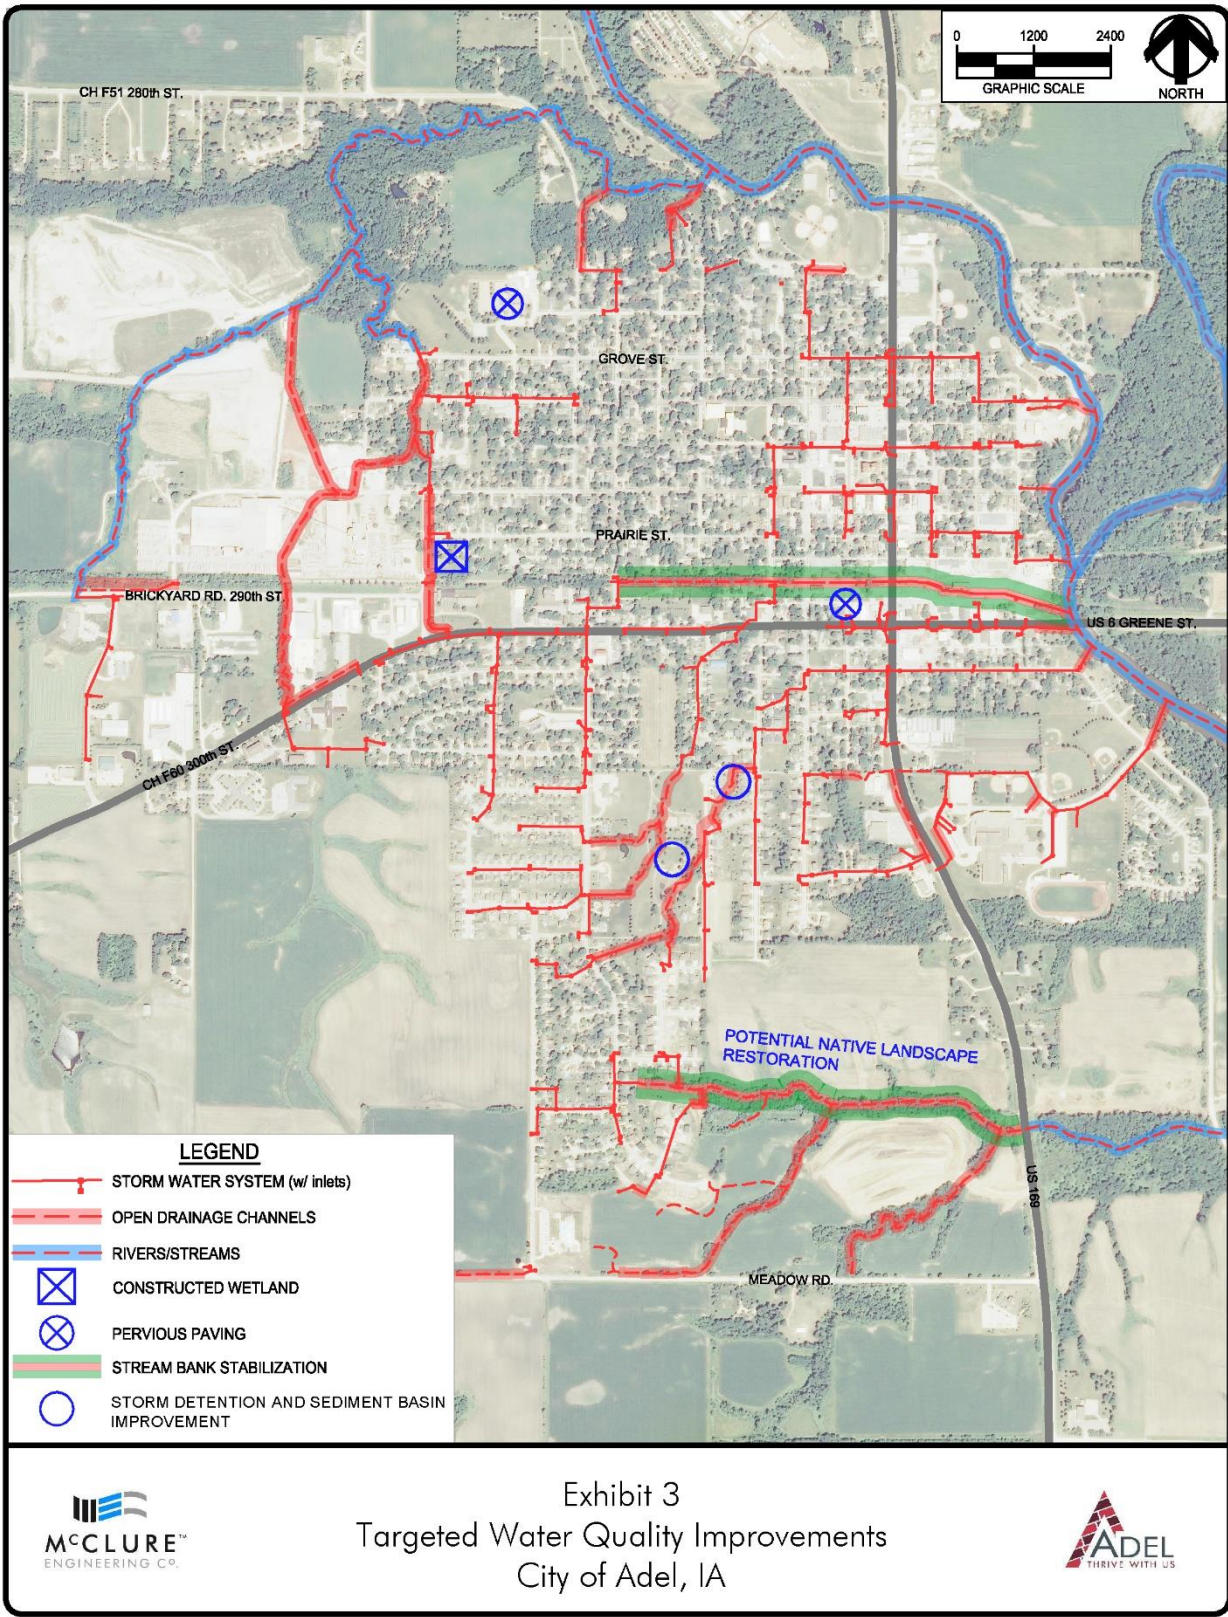 0 1200 2400
GRAPHIC SCALE
NORTH
CH F51 280th ST.
GROVE ST.
PRAIRIE ST.
BRICKYARD RD. 290th ST.
US 6 GREENE ST.
CH F60 300th ST.
POTENTIAL NATIVE LANDSCAPE
RESTORATION
US 169
MEADOW RD.
LEGEND
STORM WATER SYSTEM (w/ inlets)
OPEN DRAINAGE CHANNELS
RIVERS/STREAMS
CONSTRUCTED WETLAND
PERVIOUS PAVING
STREAM BANK STABILIZATION
STORM DETENTION AND SEDIMENT BASIN
IMPROVEMENT
MCCLURE™
ENGINEERING CO.
Exhibit 3
Targeted Water Quality Improvements
City of Adel, IA
ADEL
THRIVE WITH US